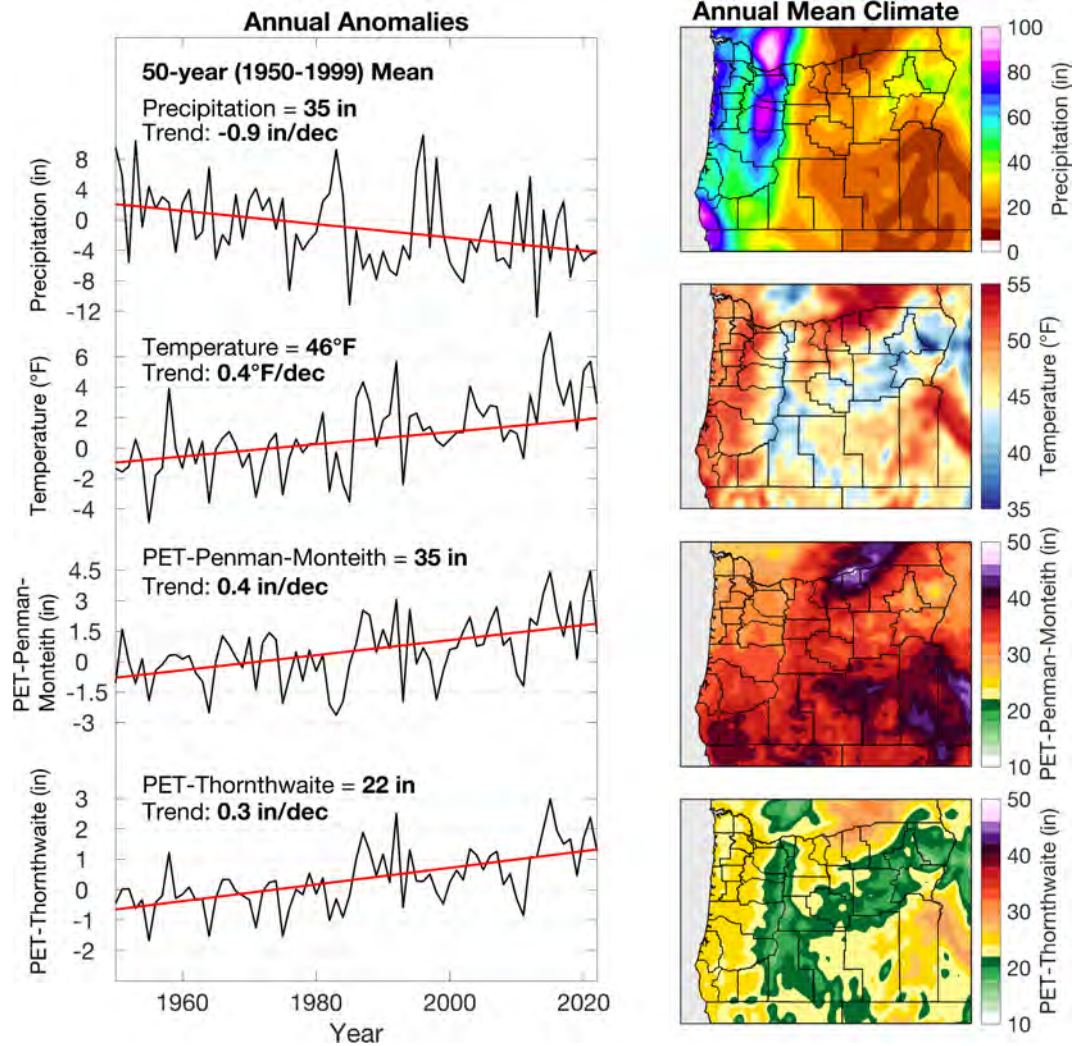 Annual Anomalies
50-year (1950-1999) Mean
Precipitation = 35 in
Trend: -0.9 in/dec
Precipitation (in)
8
4
0
-4
-8
-12
Temperature = 46°F
Trend: 0.4°F/dec
Temperature (°F)
6
4
2
0
-2
-4
PET-Penman-Monteith = 35 in
Trend: 0.4 in/dec
PET-Penman-
Monteith (in)
4.5
3
1.5
0
-1.5
-3
PET-Thornthwaite = 22 in
Trend: 0.3 in/dec
PET-Thornthwaite (in)
3
2
1
0
-1
-2
1960
1980
2000
2020
Year
Annual Mean Climate
100
80
60
40
20
0
Precipitation (in)
55
50
45
40
35
Temperature (°F)
50
40
30
20
10
PET-Penman-Monteith (in)
50
40
30
20
10
PET-Thornthwaite (in)